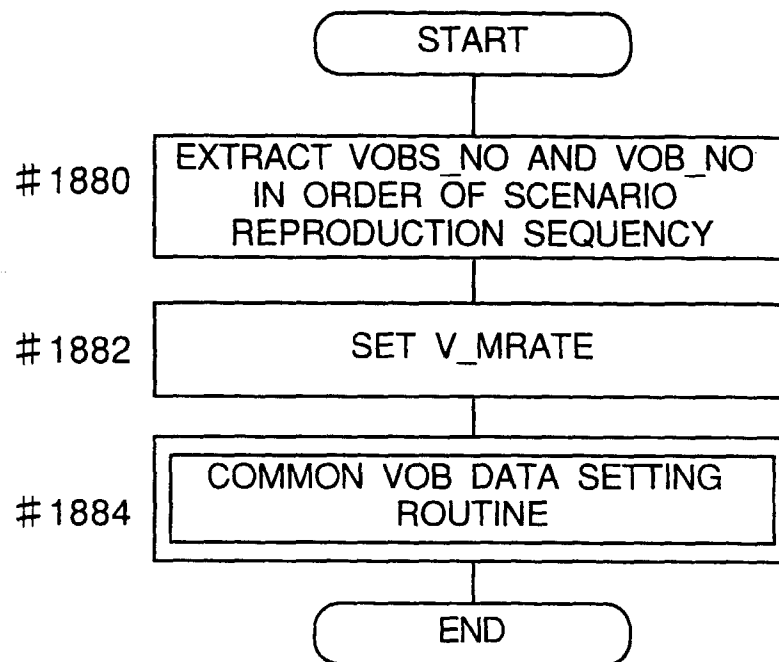 START
#1880
EXTRACT VOBS_NO AND VOB_NO
IN ORDER OF SCENARIO
REPRODUCTION SEQUENCY
#1882
SET V_MRATE
#1884
COMMON VOB DATA SETTING
ROUTINE
END